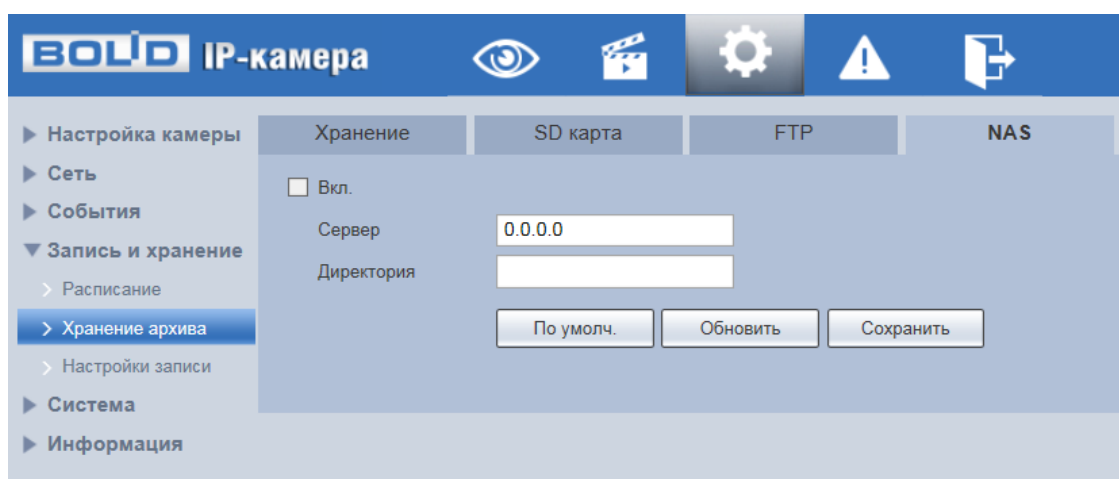 BOLID IP-камера
Настройка камеры
Сеть
События
Запись и хранение
Расписание
Хранение архива
Настройки записи
Система
Информация
Хранение SD карта FTP NAS
Вкл.
Сервер 0.0.0.0
Директория
По умолч. Обновить Сохранить